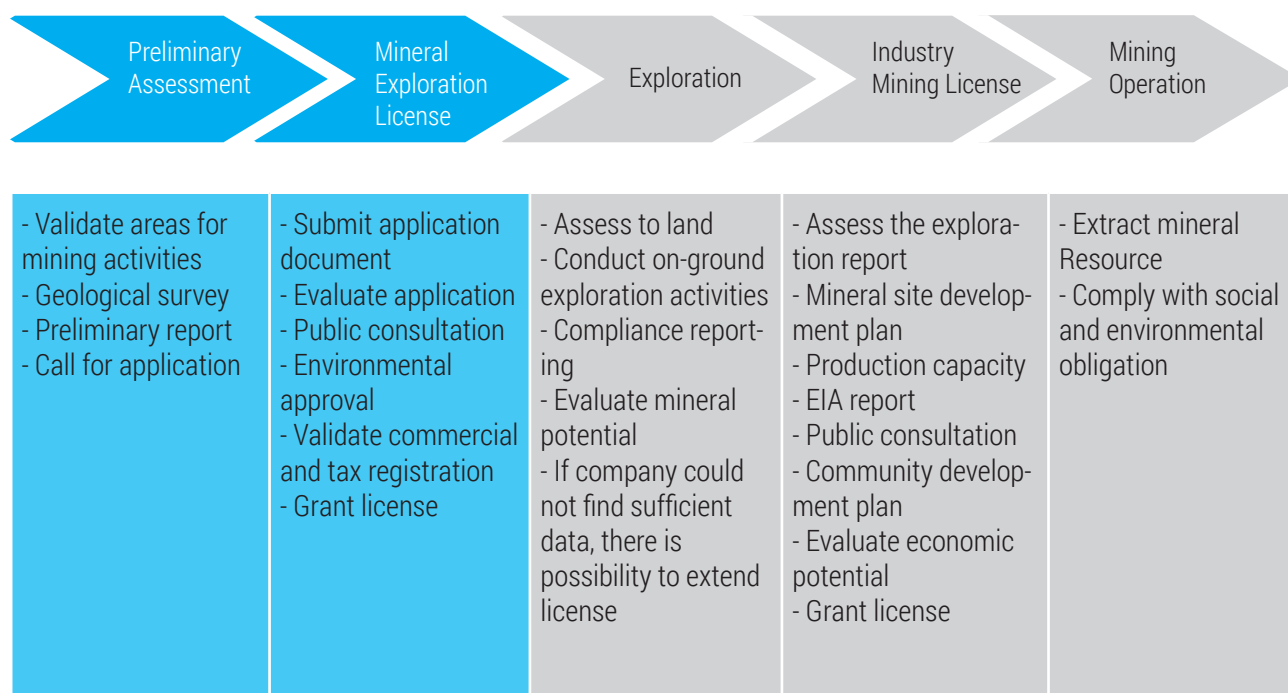 Preliminary
Assessment
Mineral
Exploration
License
Exploration
Industry
Mining License
Mining
Operation
- Validate areas for
mining activities
- Geological survey
- Preliminary report
- Call for application
- Submit application
document
- Evaluate application
- Public consultation
- Environmental
approval
- Validate commercial
and tax registration
- Grant license
- Assess to land
- Conduct on-ground
exploration activities
- Compliance report-
ing
- Evaluate mineral
potential
- If company could
not find sufficient
data, there is
possibility to extend
license
- Assess the explora-
tion report
- Mineral site develop-
ment plan
- Production capacity
- EIA report
- Public consultation
- Community develop-
ment plan
- Evaluate economic
potential
- Grant license
- Extract mineral
Resource
- Comply with social
and environmental
obligation